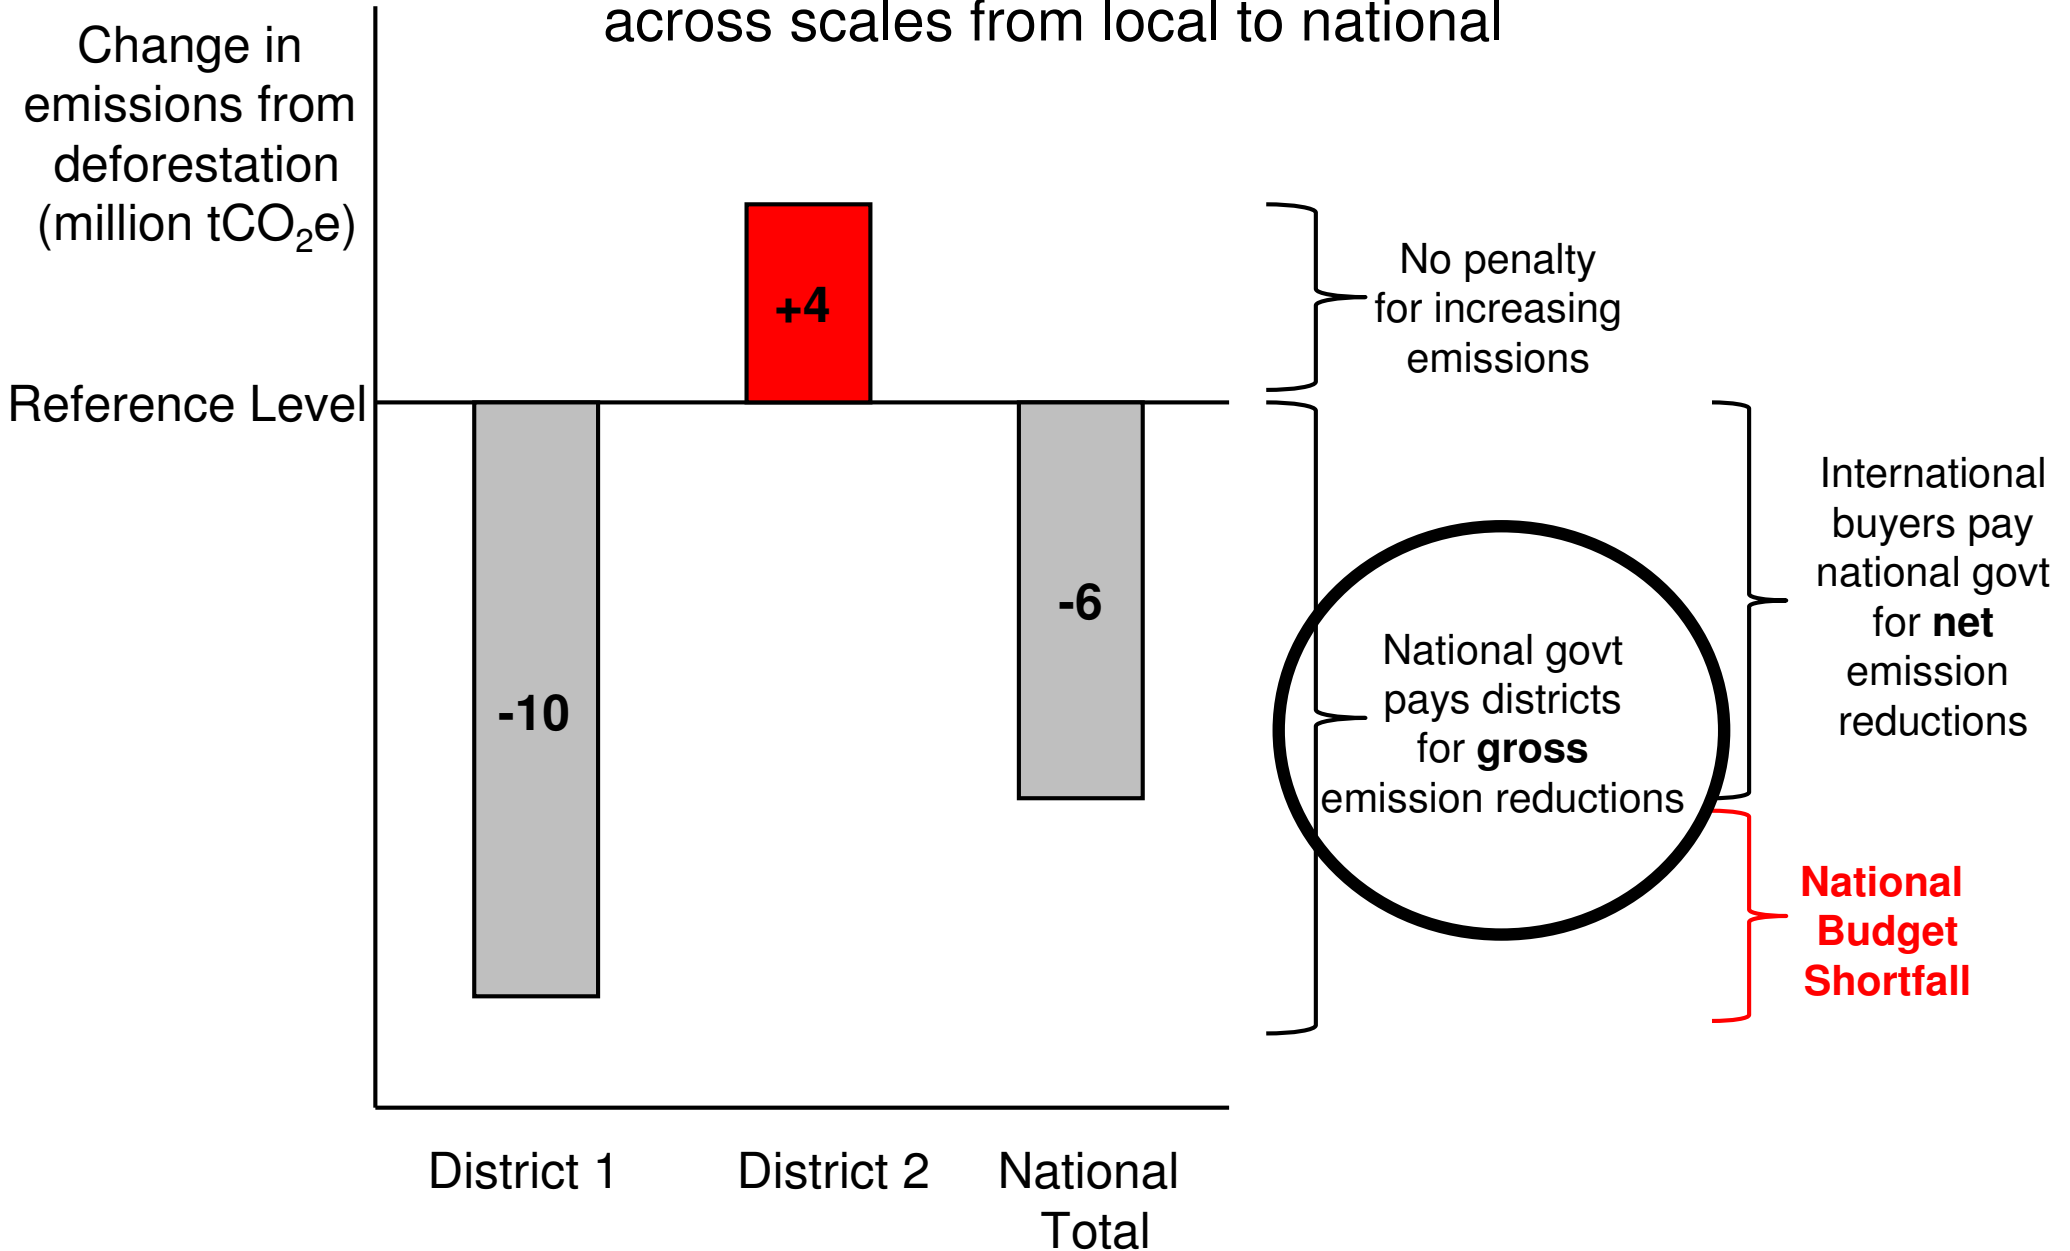 across scales from local to national
Change in
emissions from
deforestation
(million tCO₂e)
+4
No penalty
for increasing
emissions
Reference Level
-10
-6
National govt
pays districts
for gross
emission reductions
International
buyers pay
national govt
for net
emission
reductions
National
Budget
Shortfall
District 1
District 2
National
Total